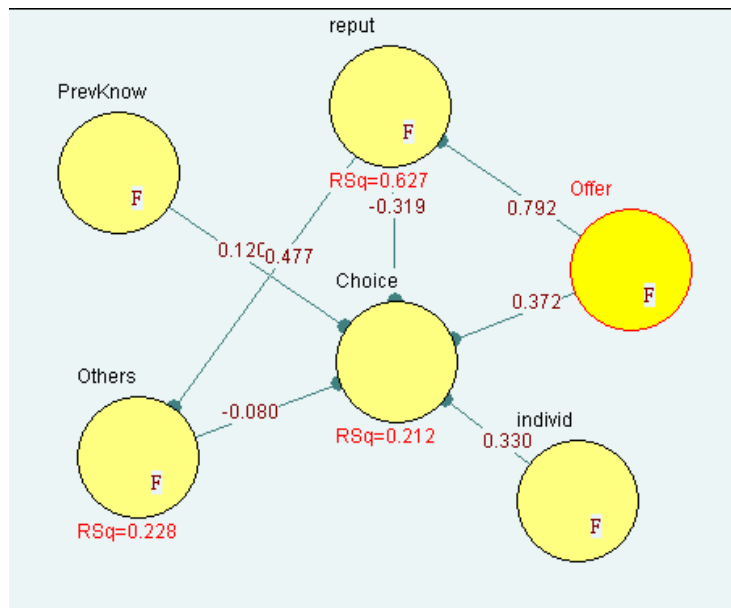 reput
PrevKnow
F
F
RSq=0.627
Offer
-0.319
0.792
0.120
0.477
Choice
F
0.372
Others
-0.080
individ
RSq=0.212
0.330
F
F
RSq=0.228